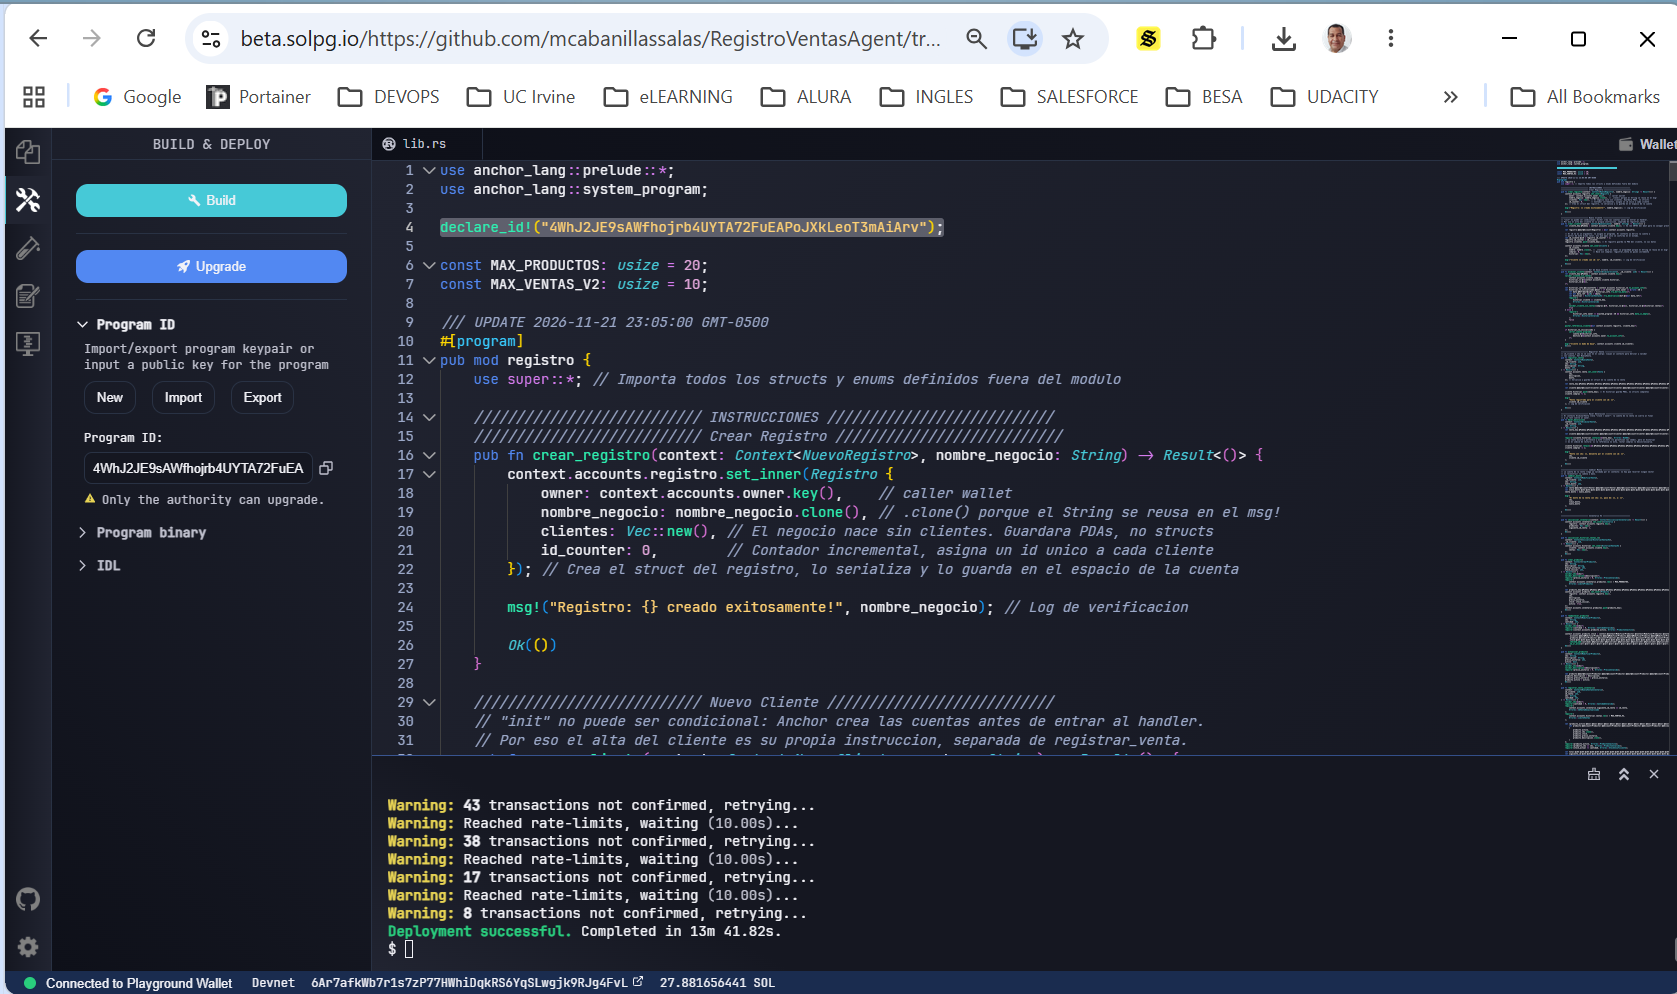 beta.solpg.io/https://github.com/mcabanillassalas/RegistroVentasAgent/tr...
Google
Portainer
DEVOPS
UC Irvine
eLEARNING
ALURA
INGLES
SALESFORCE
BESA
UDACITY
All Bookmarks
BUILD & DEPLOY
lib.rs
Wallet
Build
Upgrade
Program ID
Import/export program keypair or
input a public key for the program
New
Import
Export
Program ID:
4WhJ2JE9sAWfhojrb4UYTA72FuEA
Only the authority can upgrade.
Program binary
IDL
1 use anchor_lang::prelude::*;
2 use anchor_lang::system_program;
3
4 declare_id!("4WhJ2JE9sAWfhojrb4UYTA72FuEAPoJXkLeoT3mAiArv");
5
6 const MAX_PRODUCTOS: usize = 20;
7 const MAX_VENTAS_V2: usize = 10;
8
9 /// UPDATE 2026-11-21 23:05:00 GMT-0500
10 #[program]
11 pub mod registro {
12 use super::*; // Importa todos los structs y enums definidos fuera del modulo
13
14 /////////////////////////// INSTRUCCIONES ///////////////////////////
15 /////////////////////////// Crear Registro ///////////////////////////
16 pub fn crear_registro(context: Context<NuevoRegistro>, nombre_negocio: String) -> Result<()> {
17 context.accounts.registro.set_inner(Registro {
18 owner: context.accounts.owner.key(), // caller wallet
19 nombre_negocio: nombre_negocio.clone(), // .clone() porque el String se reusa en el msg!
20 clientes: Vec::new(), // El negocio nace sin clientes. Guardara PDAs, no structs
21 id_counter: 0, // Contador incremental, asigna un id unico a cada cliente
22 }); // Crea el struct del registro, lo serializa y lo guarda en el espacio de la cuenta
23
24 msg!("Registro: {} creado exitosamente!", nombre_negocio); // Log de verificacion
25
26 Ok(())
27 }
28
29 /////////////////////////// Nuevo Cliente ///////////////////////////
30 // "init" no puede ser condicional: Anchor crea las cuentas antes de entrar al handler.
31 // Por eso el alta del cliente es su propia instruccion, separada de registrar_venta.
Warning: 43 transactions not confirmed, retrying...
Warning: Reached rate-limits, waiting (10.00s)...
Warning: 38 transactions not confirmed, retrying...
Warning: Reached rate-limits, waiting (10.00s)...
Warning: 17 transactions not confirmed, retrying...
Warning: Reached rate-limits, waiting (10.00s)...
Warning: 8 transactions not confirmed, retrying...
Deployment successful. Completed in 13m 41.82s.
$
Connected to Playground Wallet
Devnet
6Ar7afkWb7r1s7zP77HWhiDqkRS6YqSLwgjk9RJg4FvL
27.881656441 SOL